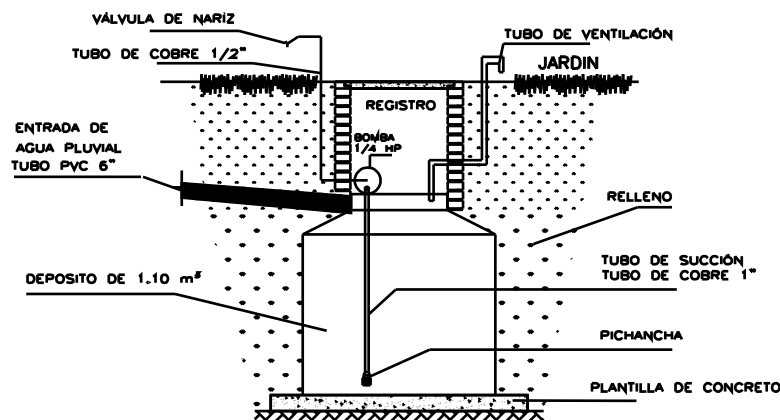 VÁLVULA DE NARIZ
TUBO DE COBRE 1/2"
TUBO DE VENTILACIÓN
JARDIN
REGISTRO
BOMBA
1/4 HP
ENTRADA DE
AGUA PLUVIAL
TUBO PVC 6"
RELLENO
DEPOSITO DE 1.10 m³
TUBO DE SUCCIÓN
TUBO DE COBRE 1"
PICHANCHA
PLANTILLA DE CONCRETO